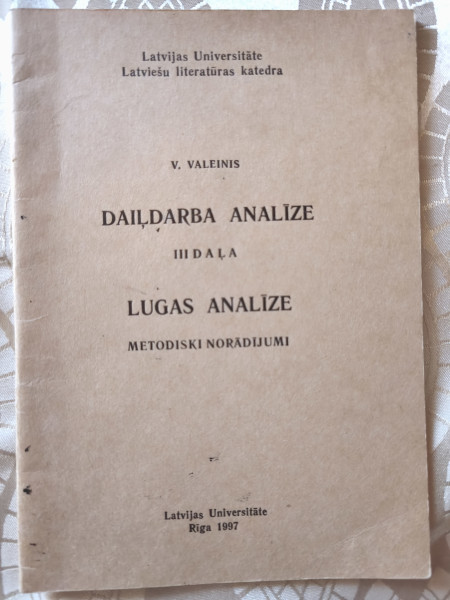 Latvijas Universitāte
Latviešu literatūras katedra
V. VALEINIS
DAIĻDARBA ANALĪZE
III DAĻA
LUGAS ANALĪZE
METODISKI NORĀDĪJUMI
Latvijas Universitāte
Rīga 1997